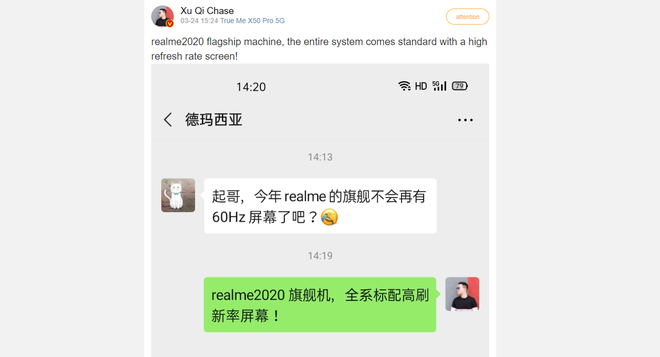 Xu Qi Chase
03-24 15:24 True Me X50 Pro 5G
attention
realme2020 flagship machine, the entire system comes standard with a high
refresh rate screen!
14:20
HD 5G 79
德玛西亚
14:13
起哥，今年 realme 的旗舰不会再有
60Hz 屏幕了吧？
14:19
realme2020 旗舰机，全系标配高刷
新率屏幕！